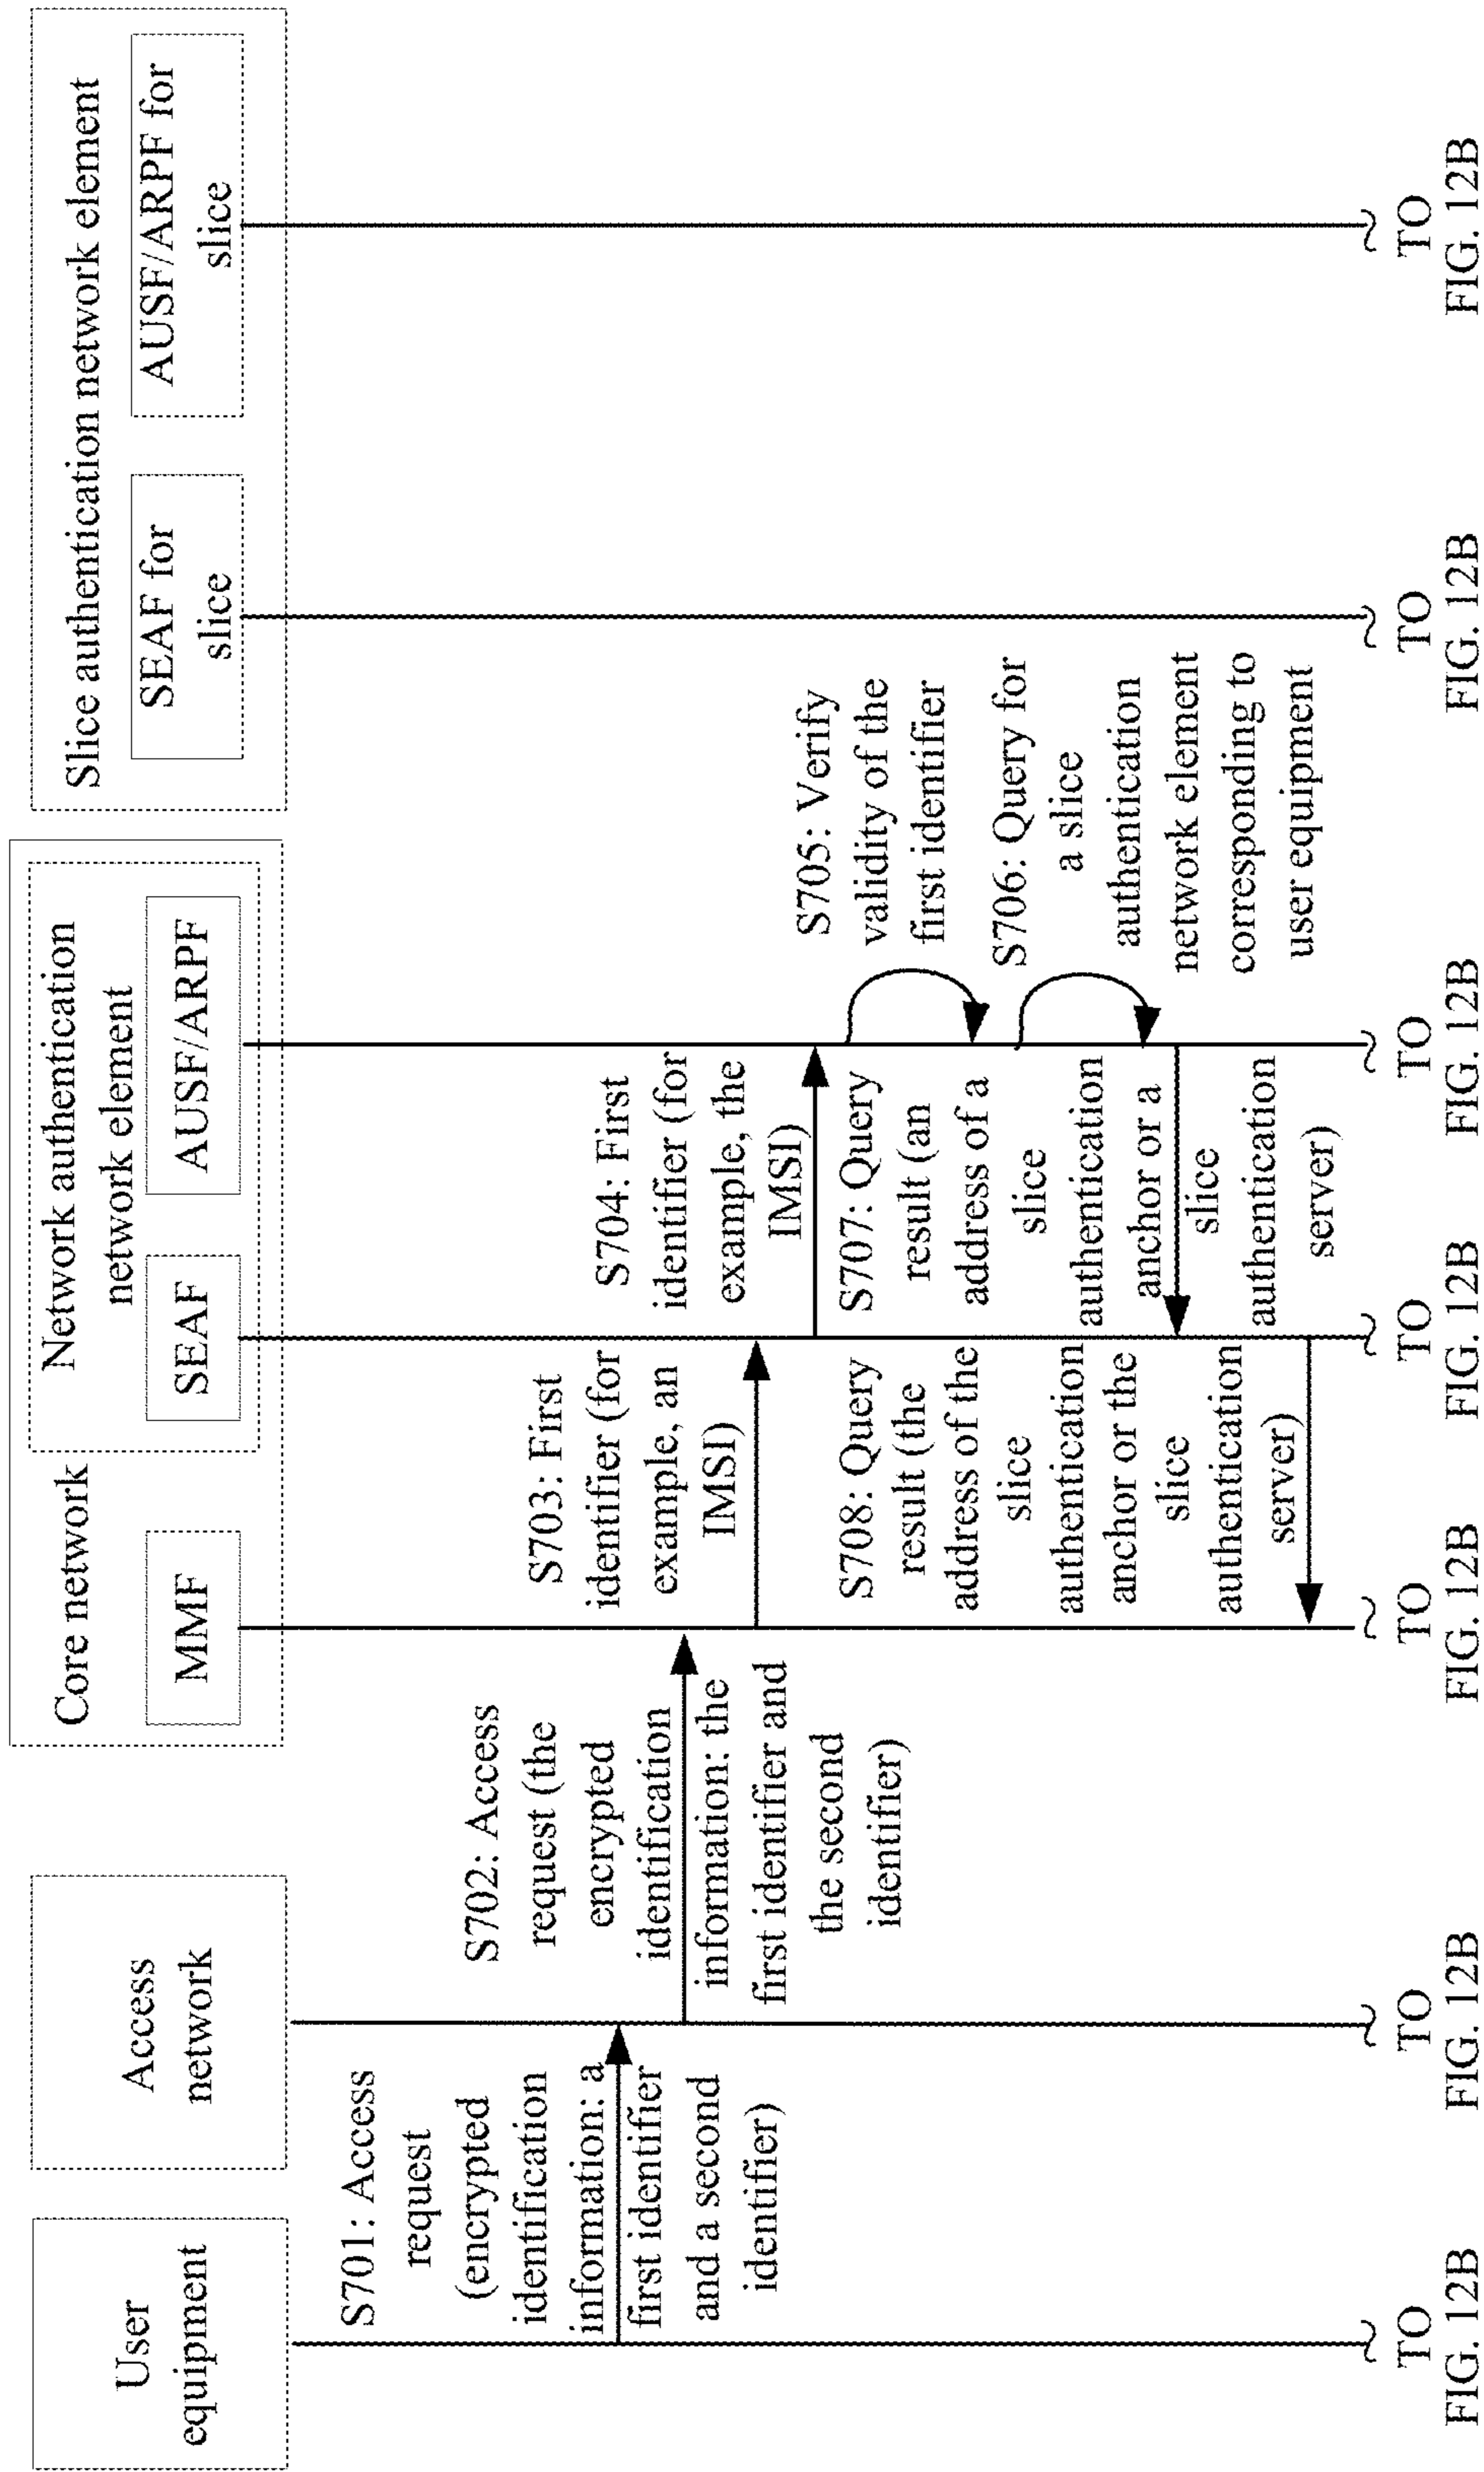 User
equipment
Access
network
Core network
MMF
Network authentication
network element
SEAF
AUSF/ARPF
Slice authentication network element
SEAF for
slice
AUSF/ARPF for
slice
S701: Access
request
(encrypted
identification
information: a
first identifier
and a second
identifier)
S702: Access
request (the
encrypted
identification
information: the
first identifier and
the second
identifier)
S703: First
identifier (for
example, an
IMSI)
S704: First
identifier (for
example, the
IMSI)
S705: Verify
validity of the
first identifier
S706: Query for
a slice
authentication
network element
corresponding to
user equipment
S707: Query
result (an
address of a
slice
authentication
anchor or a
slice
authentication
server)
S708: Query
result (the
address of the
slice
authentication
anchor or the
slice
authentication
server)
TO
FIG. 12B
TO
FIG. 12B
TO
FIG. 12B
TO
FIG. 12B
TO
FIG. 12B
TO
FIG. 12B
TO
FIG. 12B